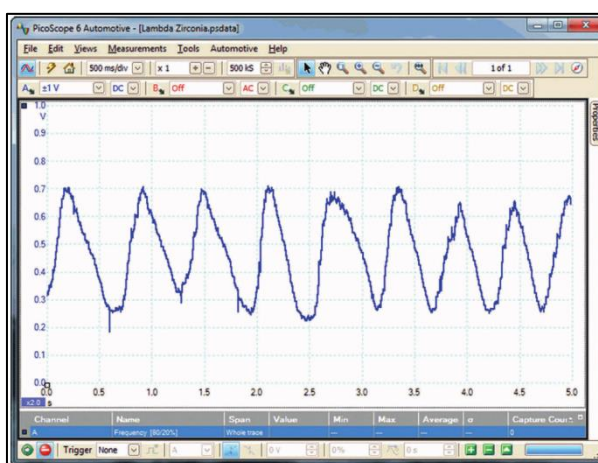 PicoScope 6 Automotive - [Lambda Zirconia.psdata]
File Edit Views Measurements Tools Automotive Help
500 ms/div x 1 500 kS 1 of 1
A ±1 V DC B Off AC C Off DC D Off DC
Properties
1.0
V
0.9
0.8
0.7
0.6
0.5
0.4
0.3
0.2
0.1
0.0
0.0 0.5 1.0 1.5 2.0 2.5 3.0 3.5 4.0 4.5 5.0
x2.0 s
Channel Name Span Value Min Max Average σ Capture Count
A Frequency [80/20%] Whole trace --- --- --- --- --- 0
Trigger None A 0 V 0% 0 s